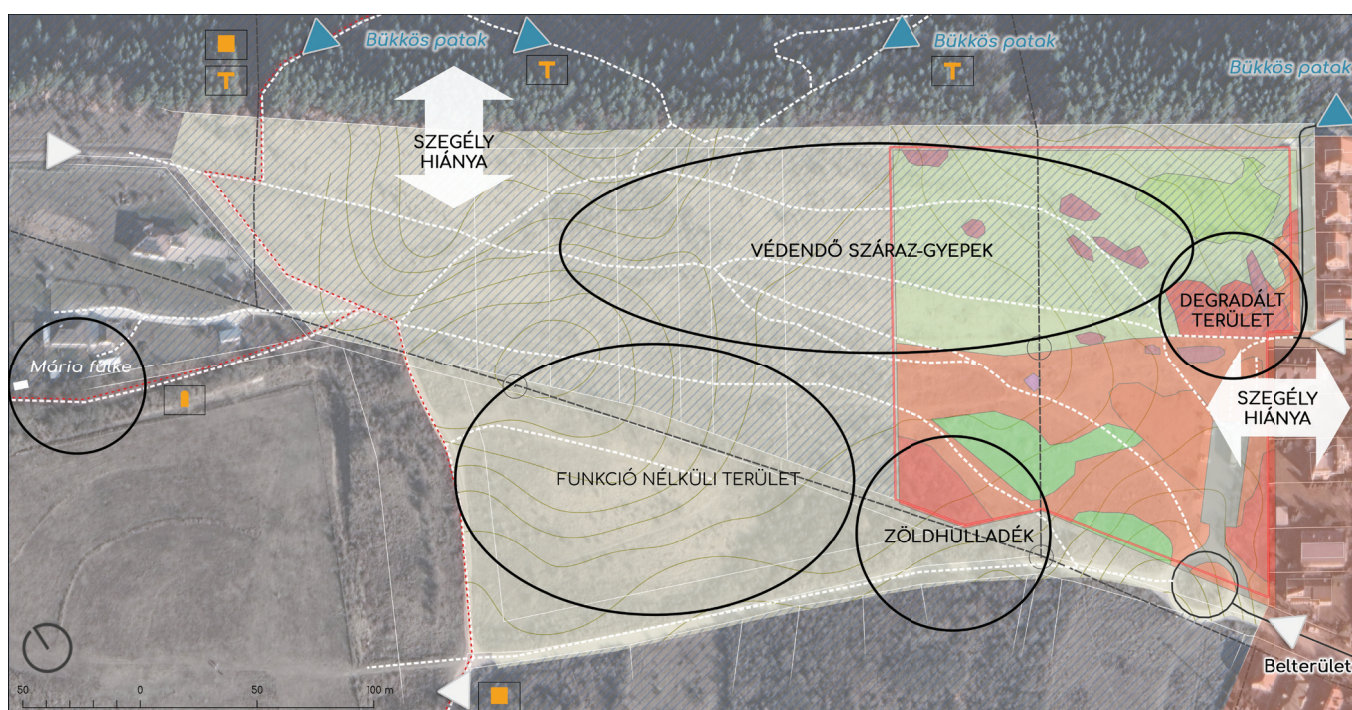 Bükkös patak
Bükkös patak
Bükkös patak
T
T
T
SZEGÉLY
HIÁNYA
VÉDENDŐ SZÁRAZ-GYEPEK
DEGRADÁLT
TERÜLET
Mária fülke
SZEGÉLY
HIÁNYA
FUNKCIÓ NÉLKÜLI TERÜLET
ZÖLDHULLADÉK
Belterület
50
0
50
100 m